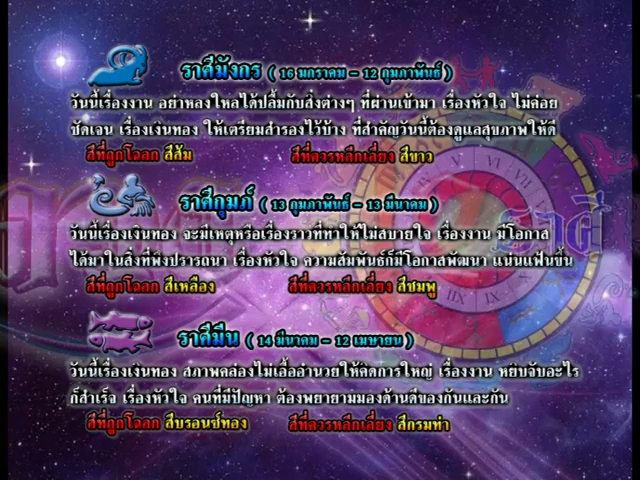 ราศีมังกร ( 16 มกราคม - 12 กุมภาพันธ์ )
วันนี้เรื่องงาน อย่าหลงใหลได้ปลื้มกับสิ่งต่างๆ ที่ผ่านเข้ามา เรื่องหัวใจ ไม่ค่อย
ชัดเจน เรื่องเงินทอง ให้เตรียมสำรองไว้บ้าง ที่สำคัญวันนี้ต้องดูแลสุขภาพให้ดี
สีที่ถูกโฉลก สีส้ม สีที่ควรหลีกเลี่ยง สีขาว
ราศีกุมภ์ ( 13 กุมภาพันธ์ - 13 มีนาคม )
วันนี้เรื่องเงินทอง จะมีเหตุหรือเรื่องราวที่ทำให้ไม่สบายใจ เรื่องงาน มีโอกาส
ได้มาในสิ่งที่พึงปรารถนา เรื่องหัวใจ ความสัมพันธ์ก็มีโอกาสพัฒนา แน่นแฟ้นขึ้น
สีที่ถูกโฉลก สีเหลือง สีที่ควรหลีกเลี่ยง สีชมพู
ราศีมีน ( 14 มีนาคม - 12 เมษายน )
วันนี้เรื่องเงินทอง สภาพคล่องไม่เอื้ออำนวยให้คิดการใหญ่ เรื่องงาน หยิบจับอะไร
ก็สำเร็จ เรื่องหัวใจ คนที่มีปัญหา ต้องพยายามมองด้านดีของกันและกัน
สีที่ถูกโฉลก สีบรอนซ์ทอง สีที่ควรหลีกเลี่ยง สีกรมท่า